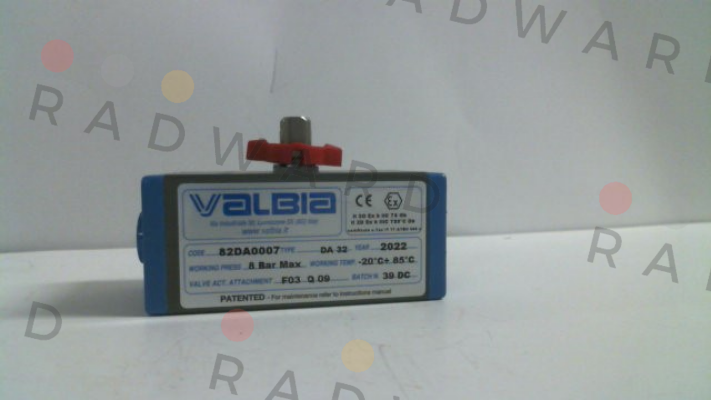 RADWARD
VALBIA
www.valbia.it
CE Ex
CODE 82DA0007 TYPE DA 32 YEAR 2022
WORKING PRESS. 8 Bar Max WORKING TEMP. -20°C+ 85°C
VALVE ACT. ATTACHMENT F03 Q 09 BATCH N. 39 DC
PATENTED - For maintenance refer to instructions manual
RADWARD